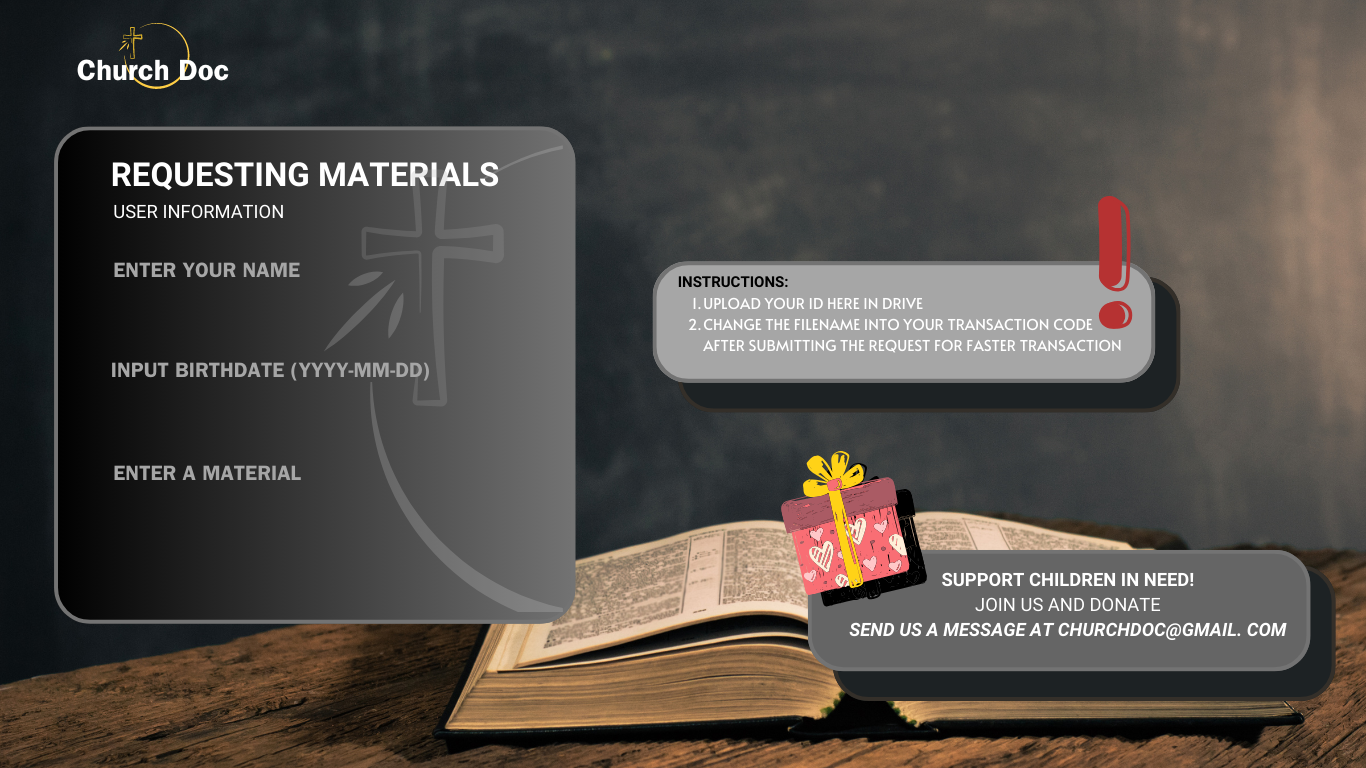 Church Doc
REQUESTING MATERIALS
USER INFORMATION
ENTER YOUR NAME
INPUT BIRTHDATE (YYYY-MM-DD)
ENTER A MATERIAL
INSTRUCTIONS:
1. UPLOAD YOUR ID HERE IN DRIVE
2. CHANGE THE FILENAME INTO YOUR TRANSACTION CODE
AFTER SUBMITTING THE REQUEST FOR FASTER TRANSACTION
SUPPORT CHILDREN IN NEED!
JOIN US AND DONATE
SEND US A MESSAGE AT CHURCHDOC@GMAIL. COM